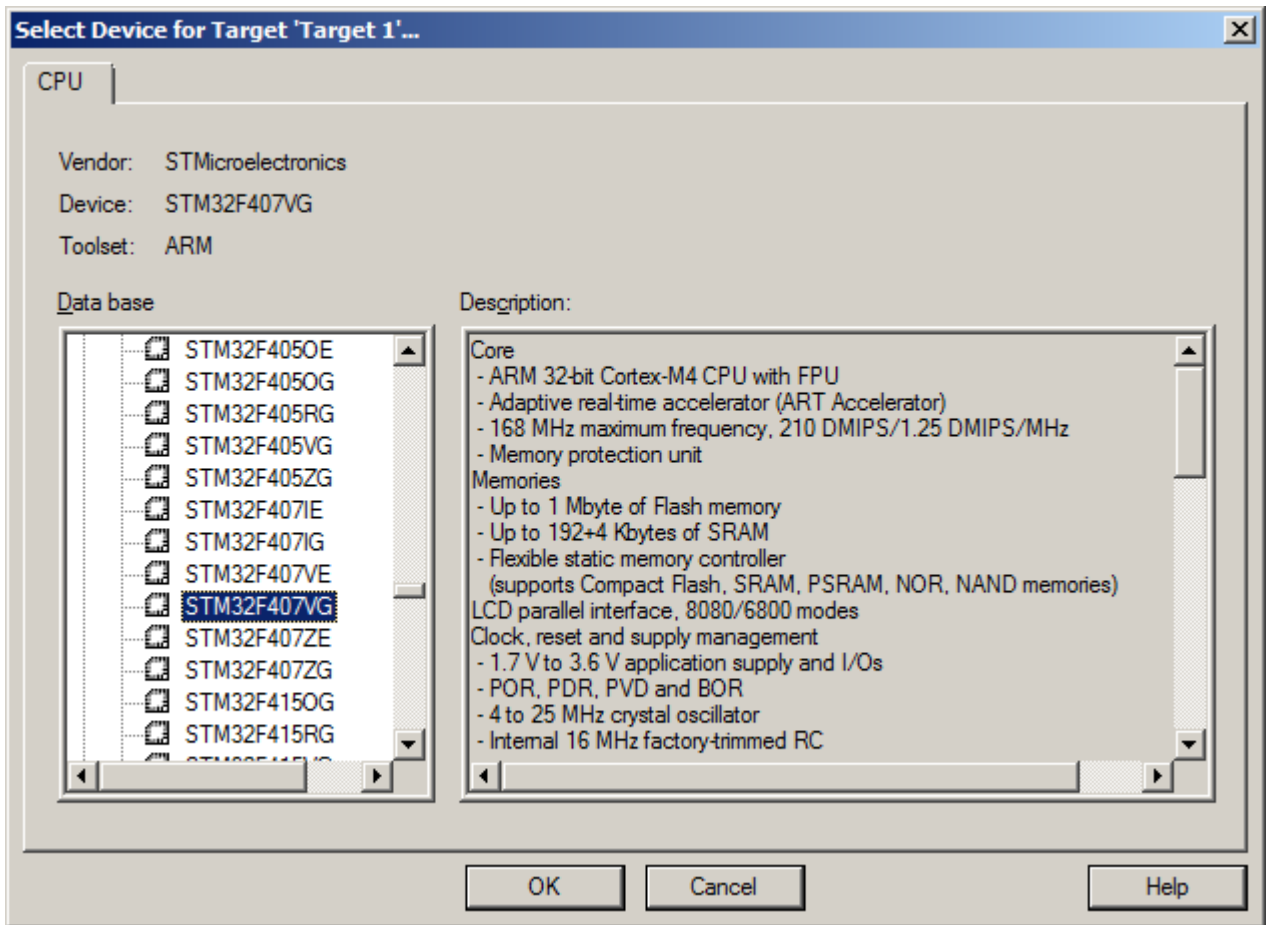 Select Device for Target 'Target 1'...
CPU
Vendor: STMicroelectronics
Device: STM32F407VG
Toolset: ARM
Data base
STM32F405OE
STM32F405OG
STM32F405RG
STM32F405VG
STM32F405ZG
STM32F407IE
STM32F407IG
STM32F407VE
STM32F407VG
STM32F407ZE
STM32F407ZG
STM32F415OG
STM32F415RG
Description:
Core
- ARM 32-bit Cortex-M4 CPU with FPU
- Adaptive real-time accelerator (ART Accelerator)
- 168 MHz maximum frequency, 210 DMIPS/1.25 DMIPS/MHz
- Memory protection unit
Memories
- Up to 1 Mbyte of Flash memory
- Up to 192+4 Kbytes of SRAM
- Flexible static memory controller
(supports Compact Flash, SRAM, PSRAM, NOR, NAND memories)
LCD parallel interface, 8080/6800 modes
Clock, reset and supply management
- 1.7 V to 3.6 V application supply and I/Os
- POR, PDR, PVD and BOR
- 4 to 25 MHz crystal oscillator
- Internal 16 MHz factory-trimmed RC
OK
Cancel
Help